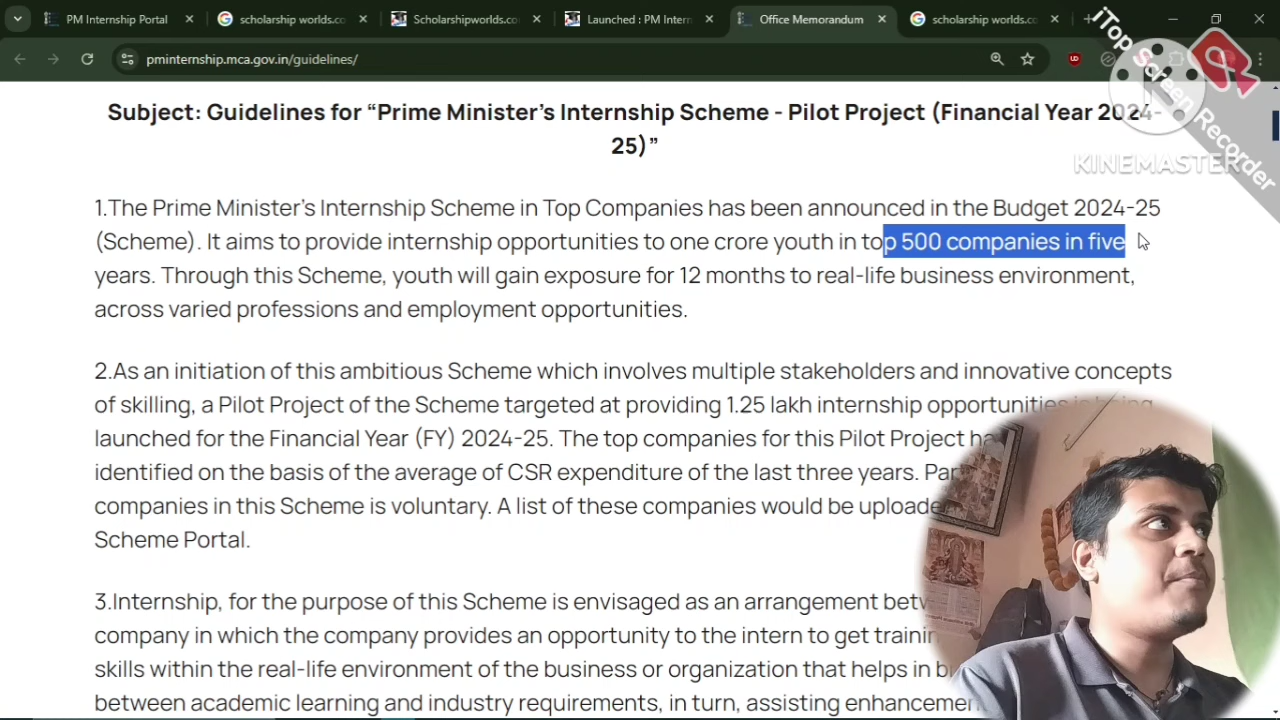 PM Internship Portal
scholarship worlds.co
Scholarshipworlds.co
Launched : PM Inter
Office Memorandum
scholarship worlds.co
pminternship.mca.gov.in/guidelines/
iTop Screen Recorder
KINEMASTER
Subject: Guidelines for “Prime Minister’s Internship Scheme - Pilot Project (Financial Year 2024-
25)”
1.The Prime Minister’s Internship Scheme in Top Companies has been announced in the Budget 2024-25
(Scheme). It aims to provide internship opportunities to one crore youth in top 500 companies in five
years. Through this Scheme, youth will gain exposure for 12 months to real-life business environment,
across varied professions and employment opportunities.
2.As an initiation of this ambitious Scheme which involves multiple stakeholders and innovative concepts
of skilling, a Pilot Project of the Scheme targeted at providing 1.25 lakh internship opportunities is being
launched for the Financial Year (FY) 2024-25. The top companies for this Pilot Project ha
identified on the basis of the average of CSR expenditure of the last three years. Par
companies in this Scheme is voluntary. A list of these companies would be uploade
Scheme Portal.
3.Internship, for the purpose of this Scheme is envisaged as an arrangement betw
company in which the company provides an opportunity to the intern to get traini
skills within the real-life environment of the business or organization that helps in b
between academic learning and industry requirements, in turn, assisting enhancemen